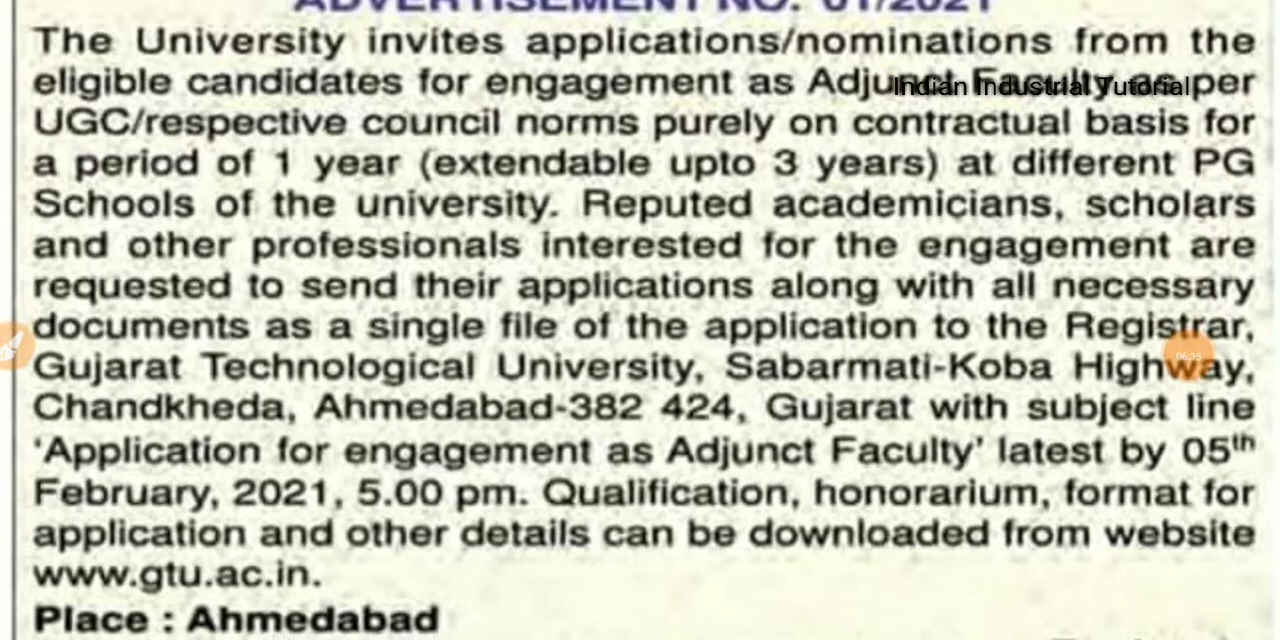 ADVERTISEMENT NO. 01/2021
The University invites applications/nominations from the
eligible candidates for engagement as Adjunct Faculty as per
Indian Industrial Tutorial
UGC/respective council norms purely on contractual basis for
a period of 1 year (extendable upto 3 years) at different PG
Schools of the university. Reputed academicians, scholars
and other professionals interested for the engagement are
requested to send their applications along with all necessary
documents as a single file of the application to the Registrar,
06:35
Gujarat Technological University, Sabarmati-Koba Highway,
Chandkheda, Ahmedabad-382 424, Gujarat with subject line
‘Application for engagement as Adjunct Faculty’ latest by 05th
February, 2021, 5.00 pm. Qualification, honorarium, format for
application and other details can be downloaded from website
www.gtu.ac.in.
Place : Ahmedabad